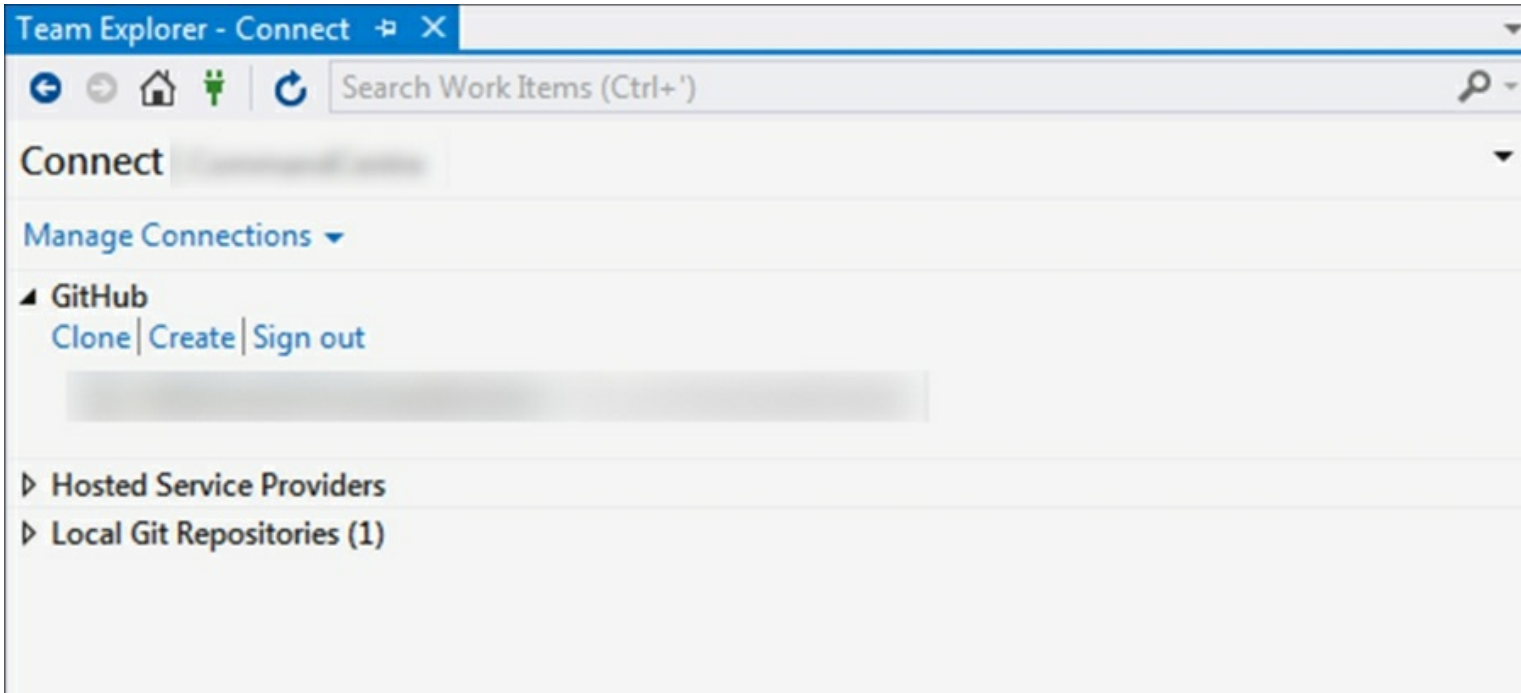 Team Explorer - Connect
Search Work Items (Ctrl+')
Connect
Manage Connections
GitHub
Clone | Create | Sign out
Hosted Service Providers
Local Git Repositories (1)